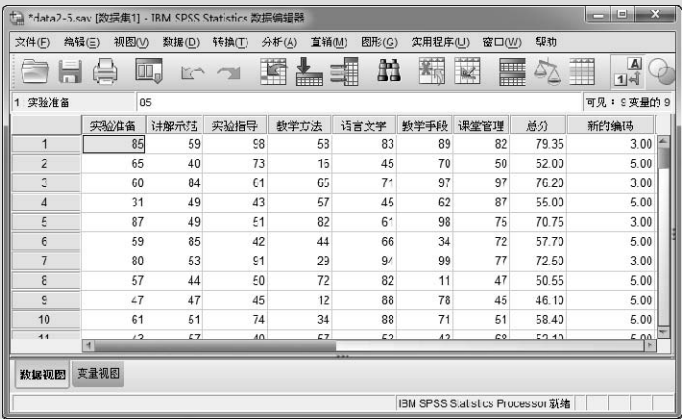 *data2-5.sav [数据集1] - IBM SPSS Statistics 数据编辑器
文件(F) 编辑(E) 视图(V) 数据(D) 转换(T) 分析(A) 直销(M) 图形(G) 实用程序(U) 窗口(W) 帮助
1 : 实验准备 85 可见: 9 变量的 9
实验准备 讲解示范 实验指导 教学方法 语言文字 教学手段 课堂管理 总分 新的编码
1 85 59 98 53 83 89 82 79.35 3.00
2 65 40 73 16 45 70 50 52.00 5.00
3 60 84 61 65 71 97 97 76.20 3.00
4 31 49 43 57 45 62 87 55.00 5.00
5 87 49 51 82 61 98 75 70.75 3.00
6 59 85 42 44 66 34 72 57.70 5.00
7 80 53 91 29 94 99 77 72.50 3.00
8 57 44 50 72 82 11 47 50.55 5.00
9 47 47 45 12 88 78 45 46.10 5.00
10 61 51 74 34 88 71 51 58.40 5.00
11
数据视图 变量视图
IBM SPSS Statistics Processor 就绪